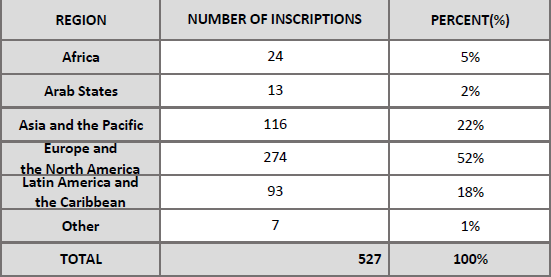 REGION NUMBER OF INSCRIPTIONS PERCENT(%)
Africa 24 5%
Arab States 13 2%
Asia and the Pacific 116 22%
Europe and
the North America 274 52%
Latin America and
the Caribbean 93 18%
Other 7 1%
TOTAL 527 100%